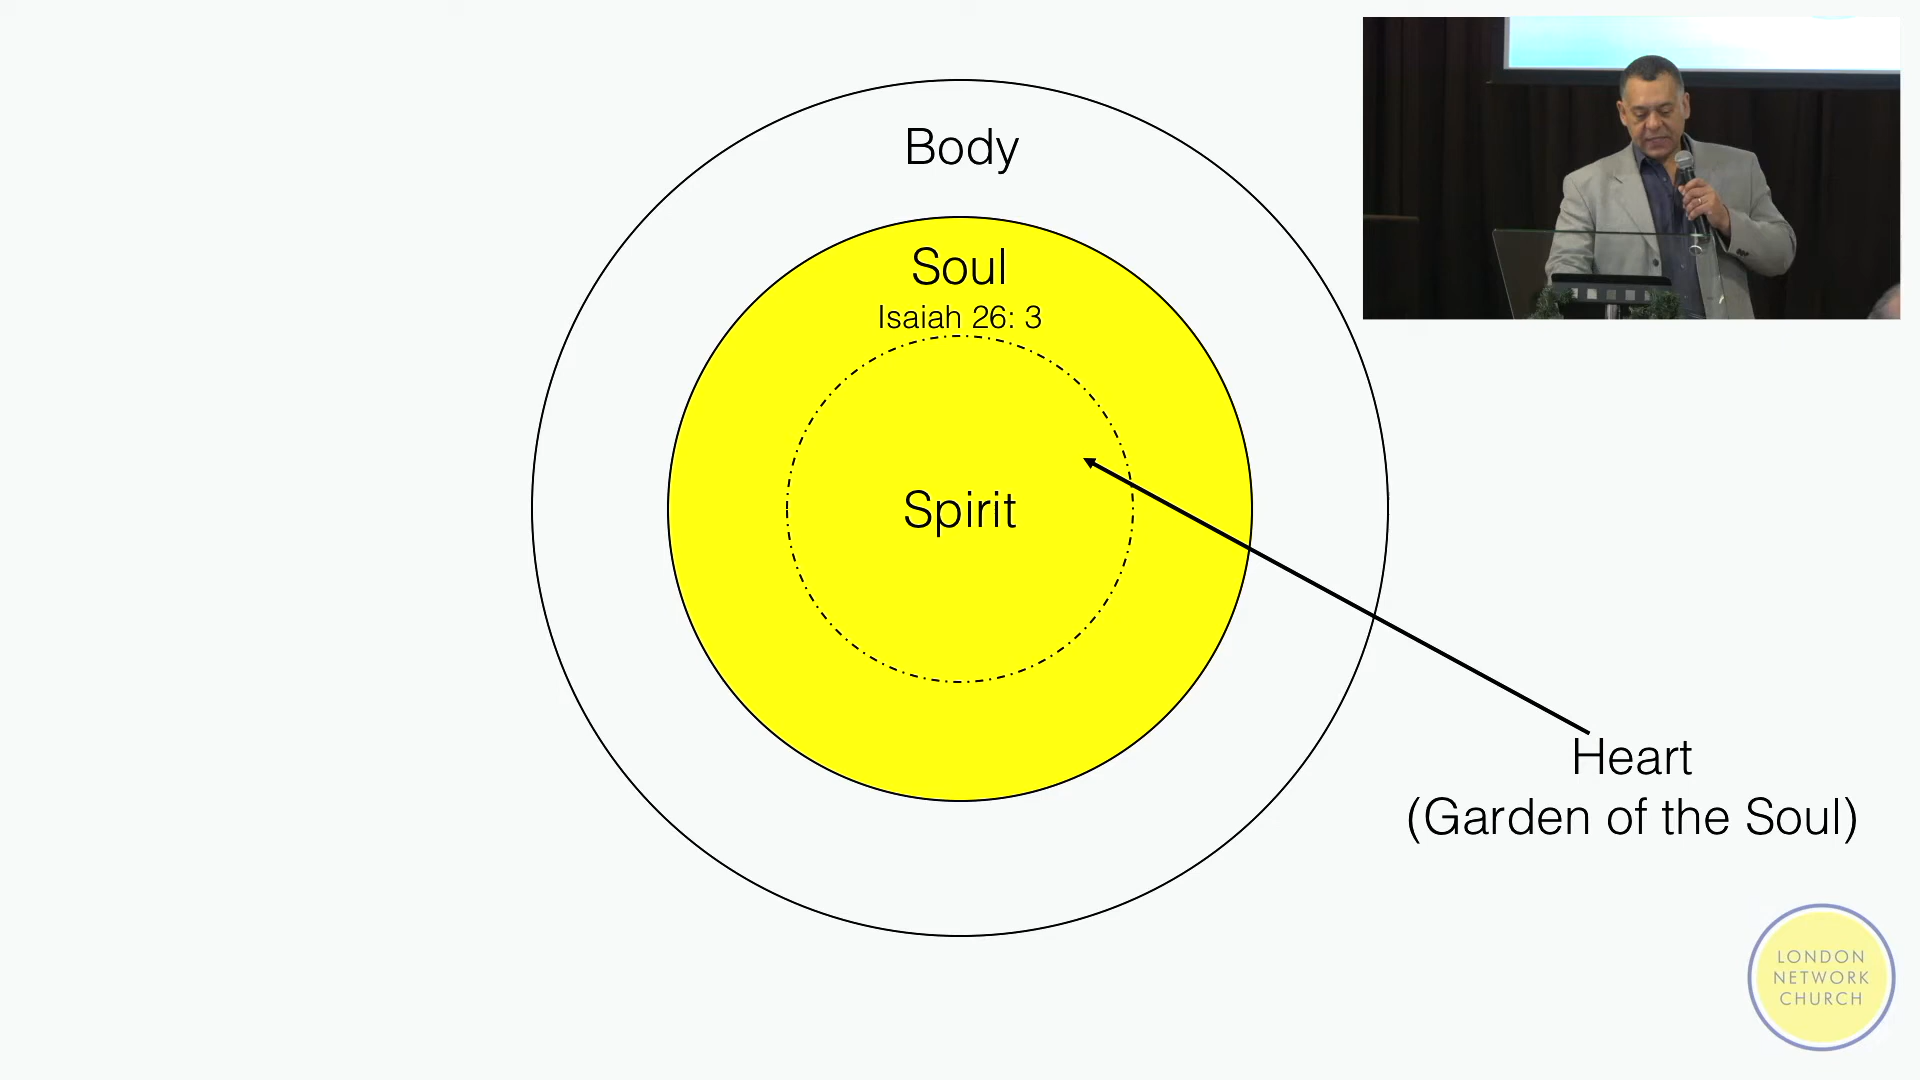 Body
Soul
Isaiah 26: 3
Spirit
Heart
(Garden of the Soul)
LONDON
NETWORK
CHURCH